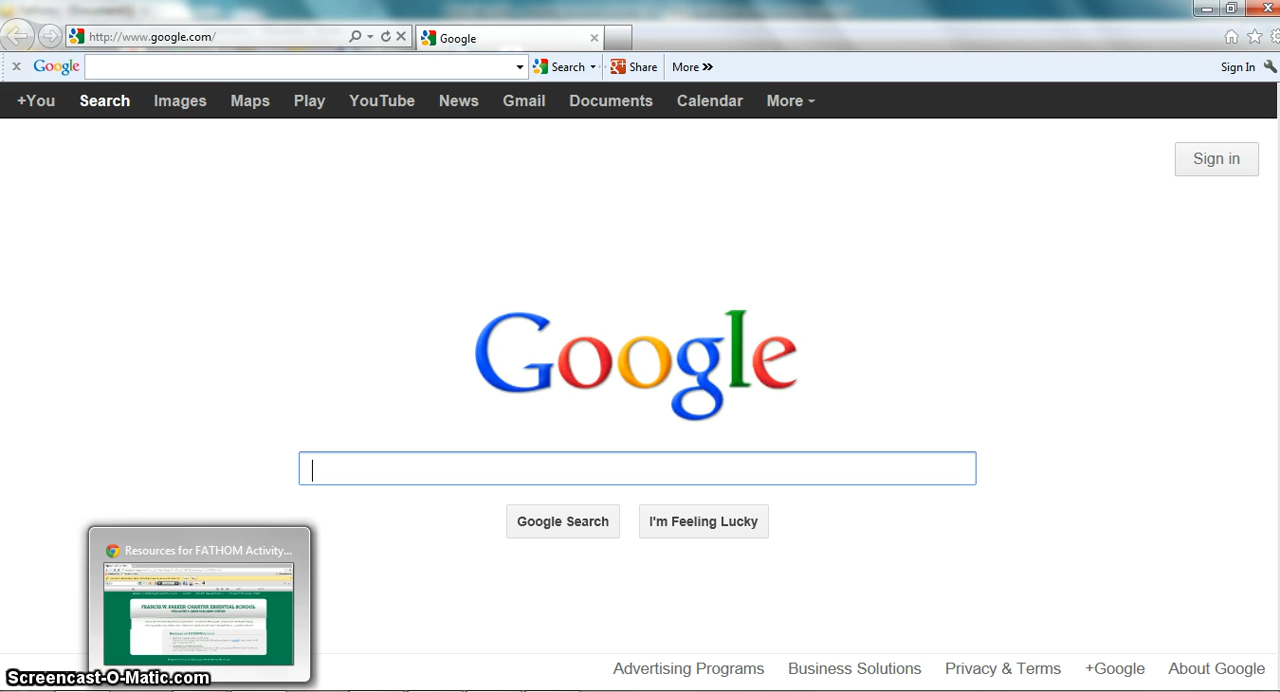 http://www.google.com/
Google
Google
Search
Share
More »
Sign In
+You Search Images Maps Play YouTube News Gmail Documents Calendar More
Sign in
Google
Google Search
I'm Feeling Lucky
Resources for FATHOM Activity...
FRANCIS W. PARKER CHARTER ESSENTIAL SCHOOL
Advertising Programs Business Solutions Privacy & Terms +Google About Google
Screencast-O-Matic.com